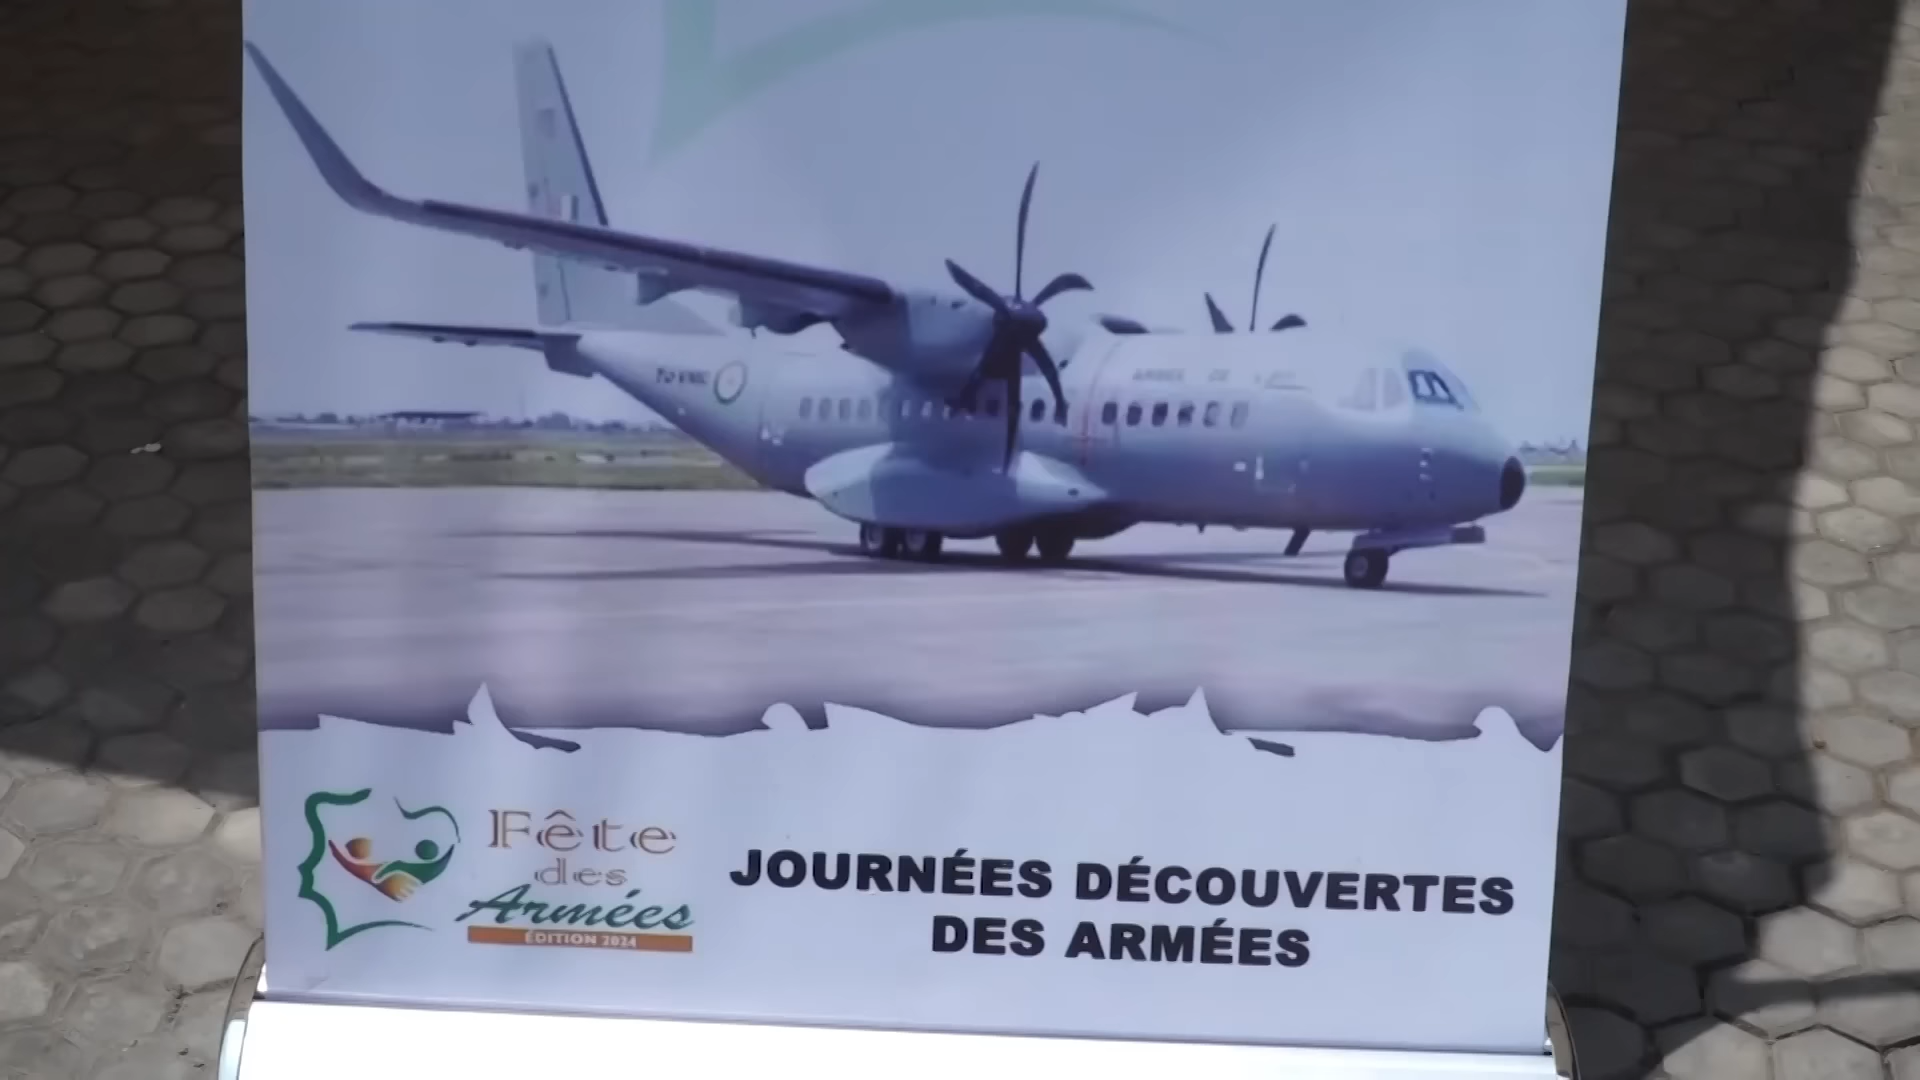 Fête
des
Armées
ÉDITION 2024
JOURNÉES DÉCOUVERTES
DES ARMÉES